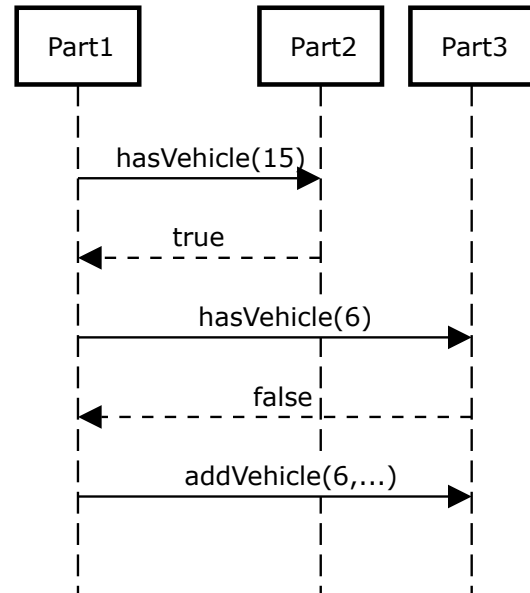 Part1 Part2 Part3
hasVehicle(15)
true
hasVehicle(6)
false
addVehicle(6,...)